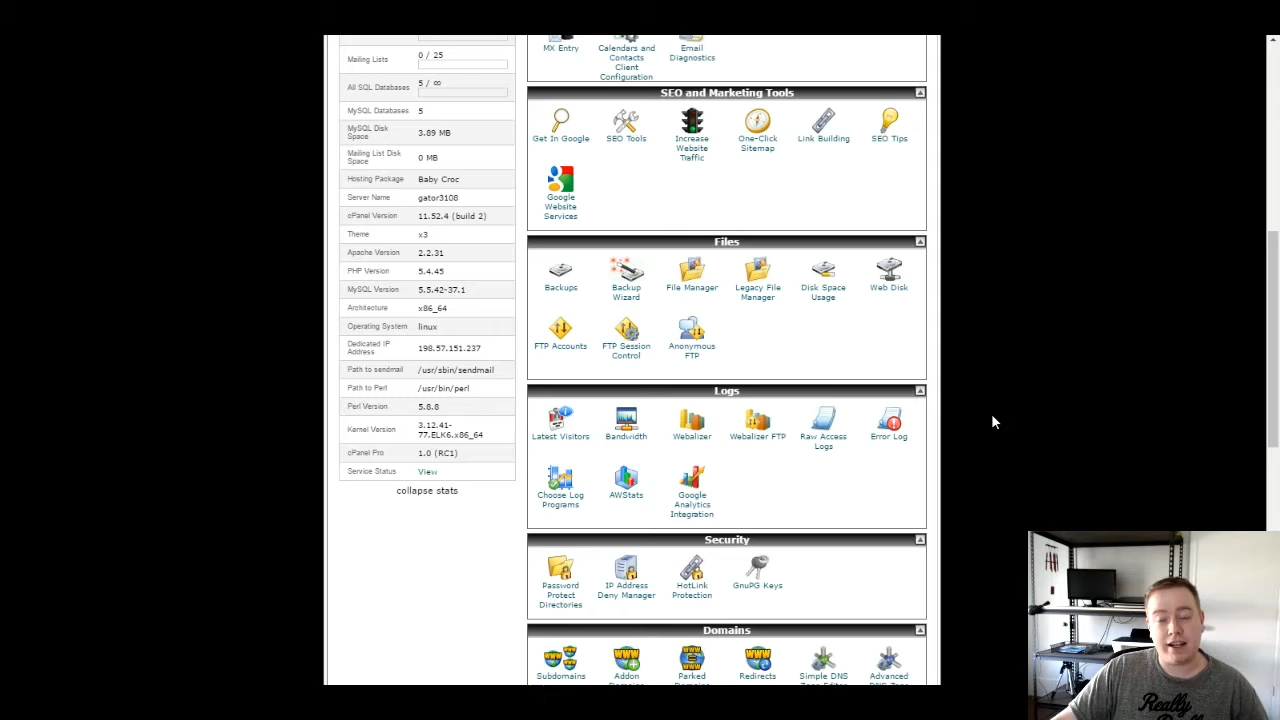 Mailing Lists
0 / 25
All SQL Databases
5 / ∞
MySQL Databases
5
MySQL Disk
Space
3.89 MB
Mailing List Disk
Space
0 MB
Hosting Package
Baby Croc
Server Name
gator3108
cPanel Version
11.52.4 (build 2)
Theme
x3
Apache Version
2.2.31
PHP Version
5.4.45
MySQL Version
5.5.42-37.1
Architecture
x86_64
Operating System
linux
Dedicated IP
Address
198.57.151.237
Path to sendmail
/usr/sbin/sendmail
Path to Perl
/usr/bin/perl
Perl Version
5.8.8
Kernel Version
3.12.41-
77.ELK6.x86_64
cPanel Pro
1.0 (RC1)
Service Status
View
collapse stats
MX Entry
Calendars and
Contacts
Client
Configuration
Email
Diagnostics
SEO and Marketing Tools
Get In Google
SEO Tools
Increase
Website
Traffic
One-Click
Sitemap
Link Building
SEO Tips
Google
Website
Services
Files
Backups
Backup
Wizard
File Manager
Legacy File
Manager
Disk Space
Usage
Web Disk
FTP Accounts
FTP Session
Control
Anonymous
FTP
Logs
Latest Visitors
Bandwidth
Webalizer
Webalizer FTP
Raw Access
Logs
Error Log
Choose Log
Programs
AWStats
Google
Analytics
Integration
Security
Password
Protect
Directories
IP Address
Deny Manager
HotLink
Protection
GnuPG Keys
Domains
Subdomains
Addon
Parked
Redirects
Simple DNS
Advanced
Really